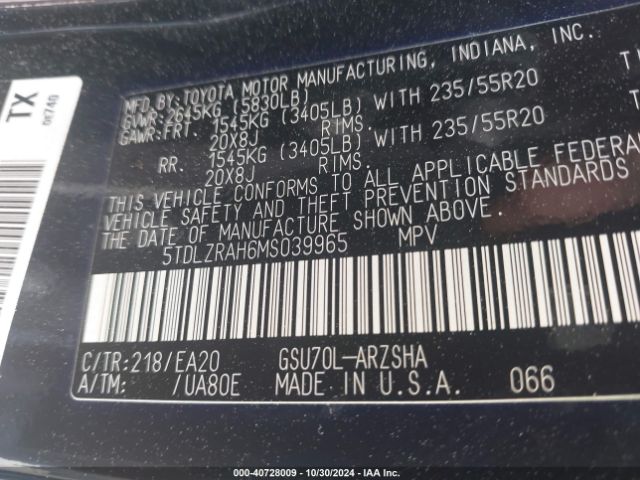 MFD. BY: TOYOTA MOTOR MANUFACTURING, INDIANA, INC.
GVWR: 2645KG (5830LB)
GAWR: FRT. 1545KG (3405LB) WITH 235/55R20
20X8J RIMS.
RR. 1545KG (3405LB) WITH 235/55R20
20X8J RIMS.
THIS VEHICLE CONFORMS TO ALL APPLICABLE FEDERA
VEHICLE SAFETY AND THEFT PREVENTION STANDARDS
THE DATE OF MANUFACTURE SHOWN ABOVE.
5TDLZRAH6MS039965 MPV
C/TR:218/EA20 GSU70L-ARZSHA
A/TM: /UA80E MADE IN U.S.A. 066
TX
000-40728009 - 10/30/2024 - IAA Inc.